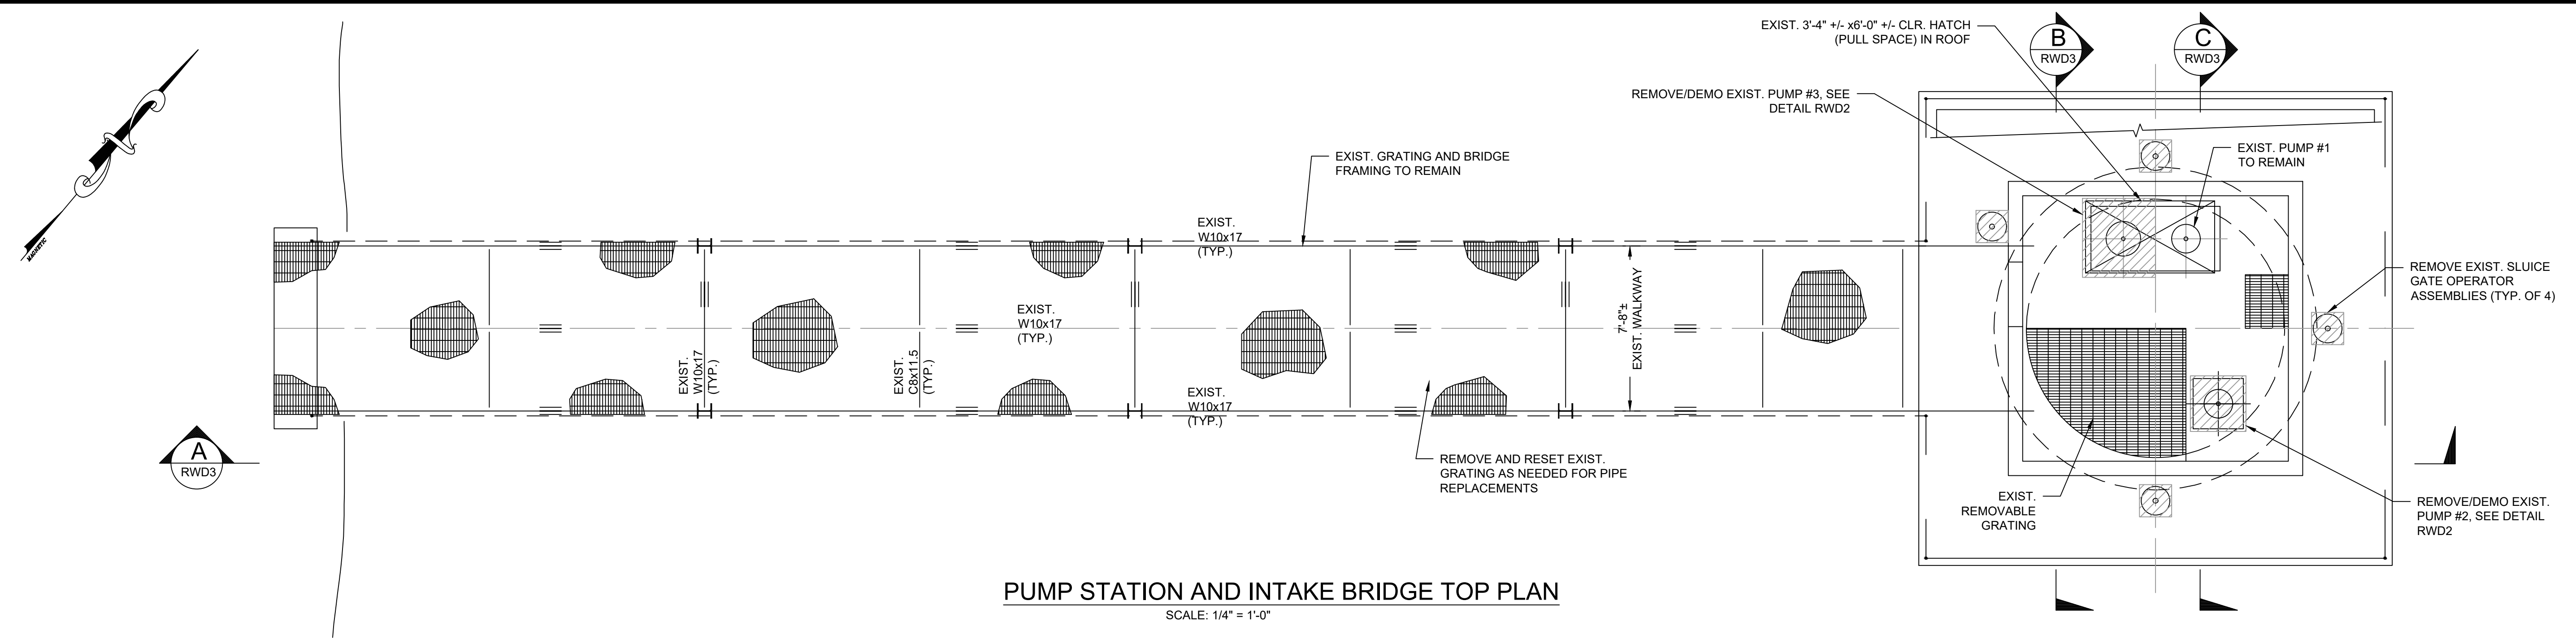 EXIST. 3'-4" +/- x6'-0" +/- CLR. HATCH
(PULL SPACE) IN ROOF
B
RWD3
C
RWD3
REMOVE/DEMO EXIST. PUMP #3, SEE
DETAIL RWD2
EXIST. PUMP #1
TO REMAIN
EXIST. GRATING AND BRIDGE
FRAMING TO REMAIN
MAGNETIC
EXIST.
W10x17
(TYP.)
REMOVE EXIST. SLUICE
GATE OPERATOR
ASSEMBLIES (TYP. OF 4)
EXIST.
W10x17
(TYP.)
7'-8"±
EXIST. WALKWAY
EXIST.
W10x17
(TYP.)
EXIST.
C8x11.5
(TYP.)
EXIST.
W10x17
(TYP.)
A
RWD3
REMOVE AND RESET EXIST.
GRATING AS NEEDED FOR PIPE
REPLACEMENTS
EXIST.
REMOVABLE
GRATING
REMOVE/DEMO EXIST.
PUMP #2, SEE DETAIL
RWD2
PUMP STATION AND INTAKE BRIDGE TOP PLAN
SCALE: 1/4" = 1'-0"